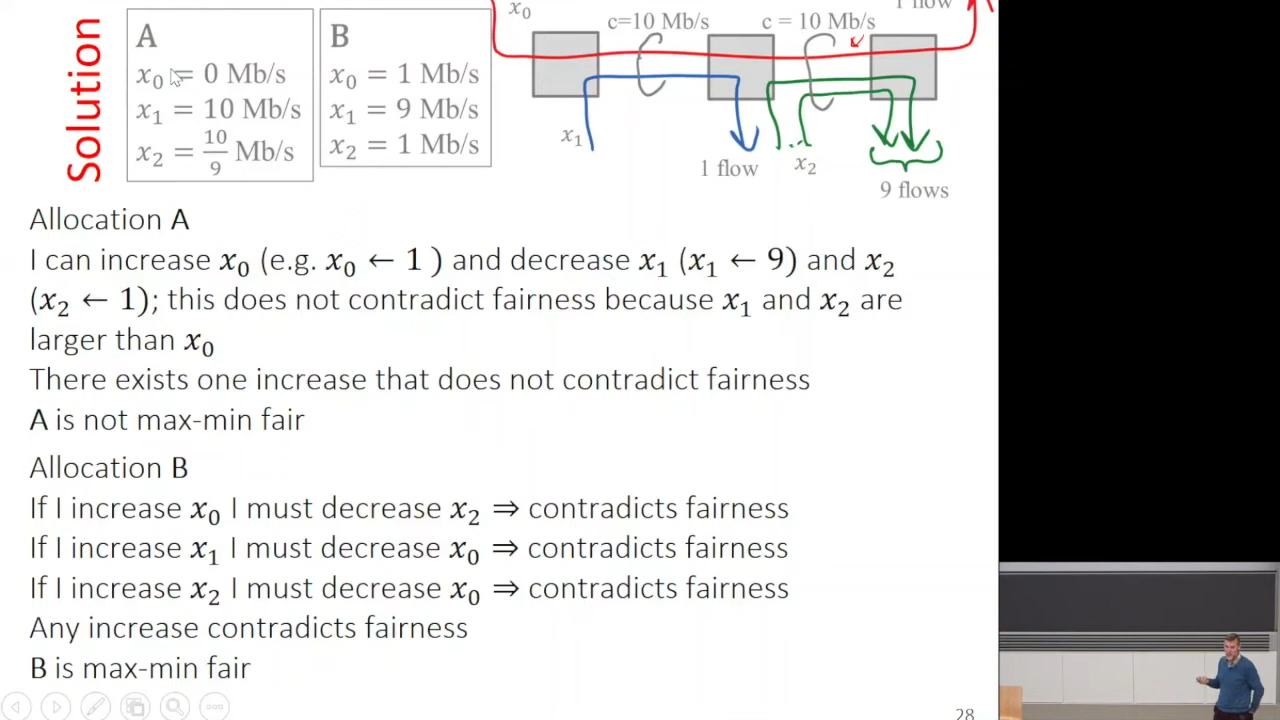 Solution
A
x₀ = 0 Mb/s
x₁ = 10 Mb/s
x₂ = 10/9 Mb/s
B
x₀ = 1 Mb/s
x₁ = 9 Mb/s
x₂ = 1 Mb/s
x₀
c=10 Mb/s
c = 10 Mb/s
1 flow
x₁
1 flow
...
x₂
9 flows
Allocation A
I can increase x₀ (e.g. x₀ ← 1 ) and decrease x₁ (x₁ ← 9) and x₂
(x₂ ← 1); this does not contradict fairness because x₁ and x₂ are
larger than x₀
There exists one increase that does not contradict fairness
A is not max-min fair
Allocation B
If I increase x₀ I must decrease x₂ ⇒ contradicts fairness
If I increase x₁ I must decrease x₀ ⇒ contradicts fairness
If I increase x₂ I must decrease x₀ ⇒ contradicts fairness
Any increase contradicts fairness
B is max-min fair
28